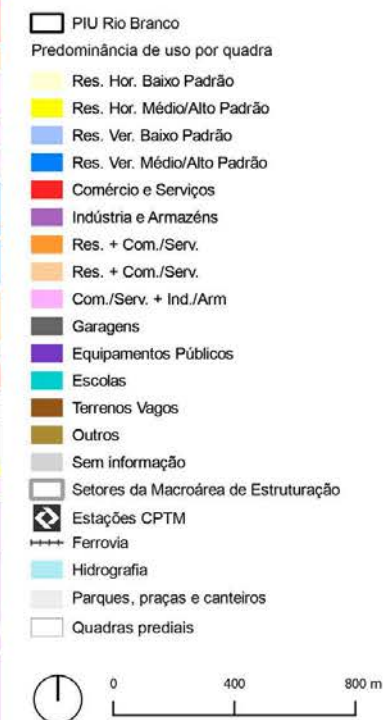 PIU Rio Branco
Predominância de uso por quadra
Res. Hor. Baixo Padrão
Res. Hor. Médio/Alto Padrão
Res. Ver. Baixo Padrão
Res. Ver. Médio/Alto Padrão
Comércio e Serviços
Indústria e Armazéns
Res. + Com./Serv.
Res. + Com./Serv.
Com./Serv. + Ind./Arm
Garagens
Equipamentos Públicos
Escolas
Terrenos Vagos
Outros
Sem informação
Setores da Macroárea de Estruturação
Estações CPTM
Ferrovia
Hidrografia
Parques, praças e canteiros
Quadras prediais
0 400 800 m